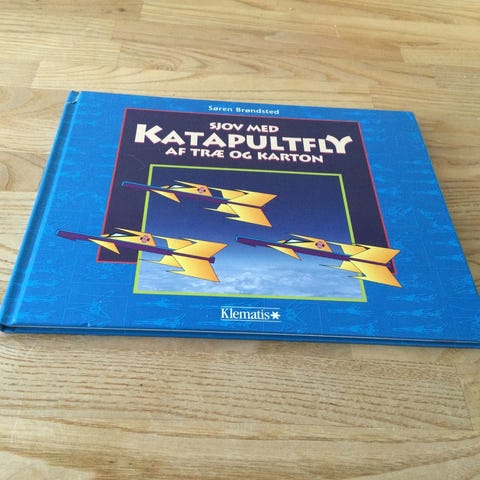 Søren Brøndsted
SJOV MED
KATAPULTFLY
AF TRÆ OG KARTON
Klematis